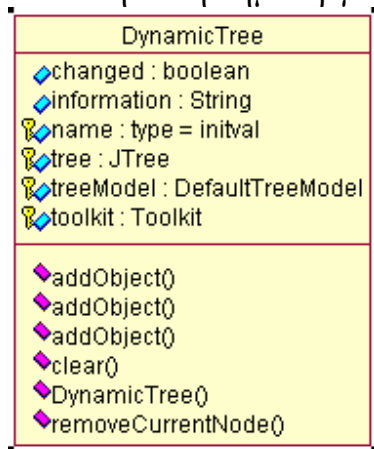 DynamicTree
changed : boolean
information : String
name : type = initval
tree : JTree
treeModel : DefaultTreeModel
toolkit : Toolkit
addObject()
addObject()
addObject()
clear()
DynamicTree()
removeCurrentNode()